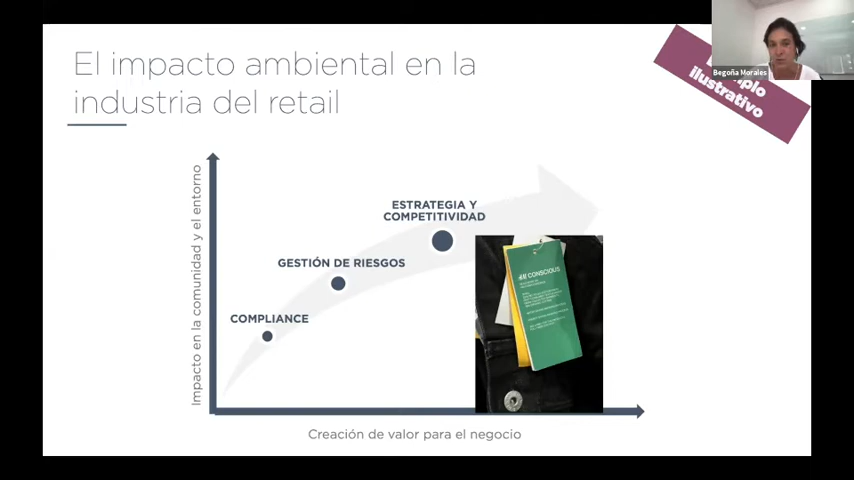 El impacto ambiental en la
industria del retail
Begoña Morales
ilustrativo
Impacto en la comunidad y el entorno
ESTRATEGIA Y
COMPETITIVIDAD
GESTIÓN DE RIESGOS
COMPLIANCE
CONSCIOUS
Creación de valor para el negocio